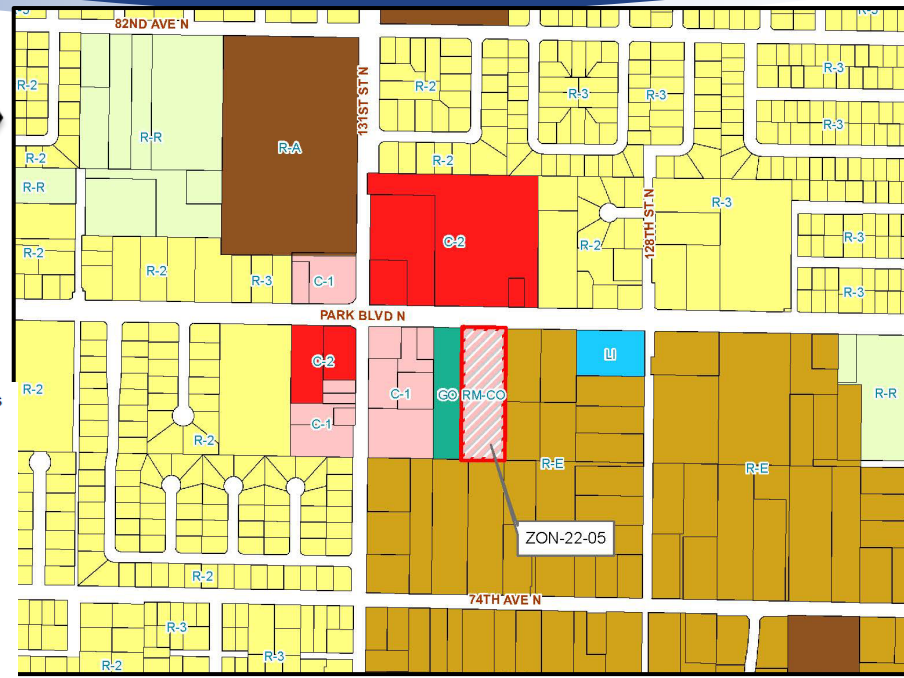 82ND AVE N
R-3
R-2
R-2
R-3
R-3
R-3
R-3
131ST ST N
R-R
R-A
R-2
R-2
R-R
R-3
128TH ST N
C-2
R-2
R-3
R-2
R-2
R-3
C-1
R-3
PARK BLVD N
C-2
LI
R-2
C-1
GO
RM-CO
R-R
C-1
R-2
R-E
R-E
s
ZON-22-05
R-2
74TH AVE N
R-3
R-3
R-2